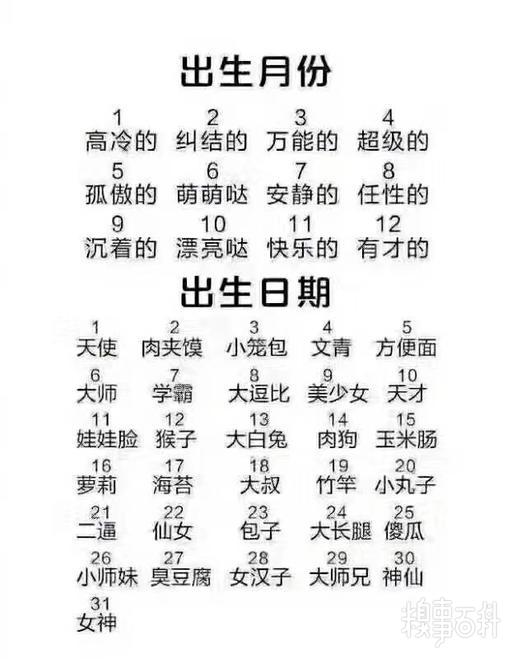 出生月份
1 2 3 4
高冷的 纠结的 万能的 超级的
5 6 7 8
孤傲的 萌萌哒 安静的 任性的
9 10 11 12
沉着的 漂亮哒 快乐的 有才的
出生日期
1 2 3 4 5
天使 肉夹馍 小笼包 文青 方便面
6 7 8 9 10
大师 学霸 大逗比 美少女 天才
11 12 13 14 15
娃娃脸 猴子 大白兔 肉狗 玉米肠
16 17 18 19 20
萝莉 海苔 大叔 竹竿 小丸子
21 22 23 24 25
二逼 仙女 包子 大长腿 傻瓜
26 27 28 29 30
小师妹 臭豆腐 女汉子 大师兄 神仙
31
女神
糗事百科